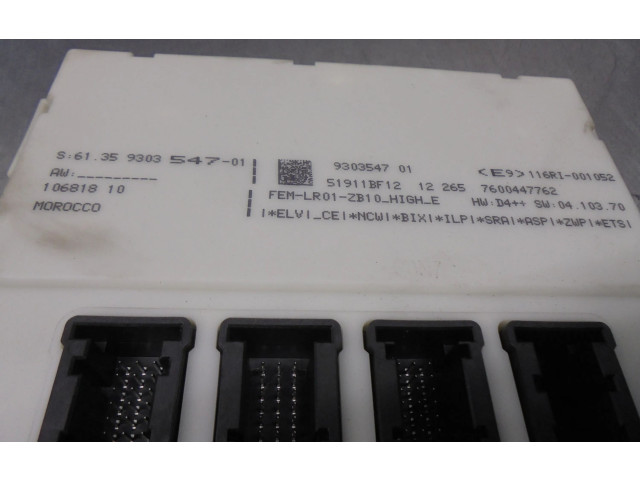 S:61.35 9303 547-01
AW:_________
106818 10
MOROCCO
9303547 01
S1911BF12 12 265 7600447762
FEM-LR01-ZB10_HIGH_E
<E9>116RI-001052
HW:D4++ SW:04.103.70
|*ELV|_CE|*NCW|*BIX|*ILP|*SRA|*ASP|*ZWP|*ETS|